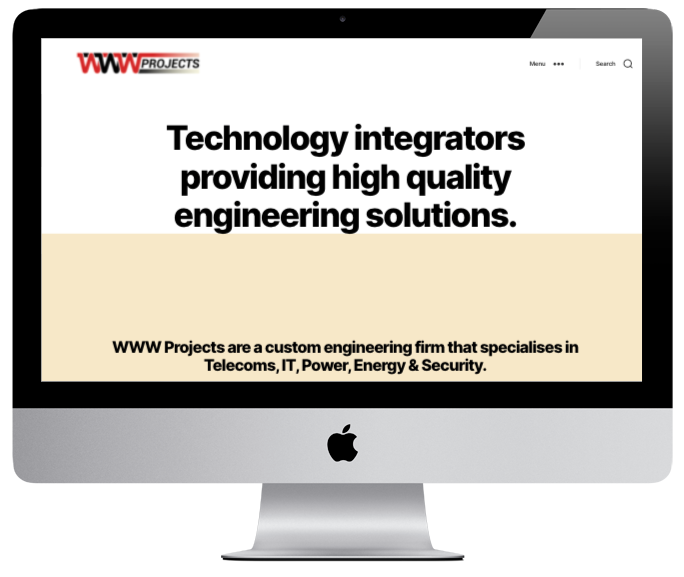 WWW PROJECTS
Menu
Search
Technology integrators
providing high quality
engineering solutions.
WWW Projects are a custom engineering firm that specialises in
Telecoms, IT, Power, Energy & Security.